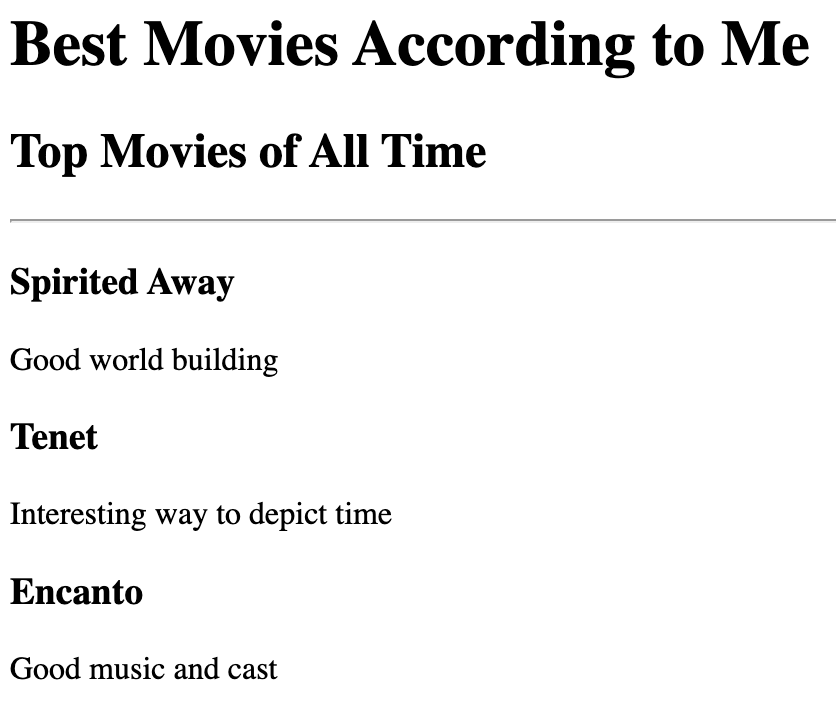 Best Movies According to Me
Top Movies of All Time
Spirited Away
Good world building
Tenet
Interesting way to depict time
Encanto
Good music and cast